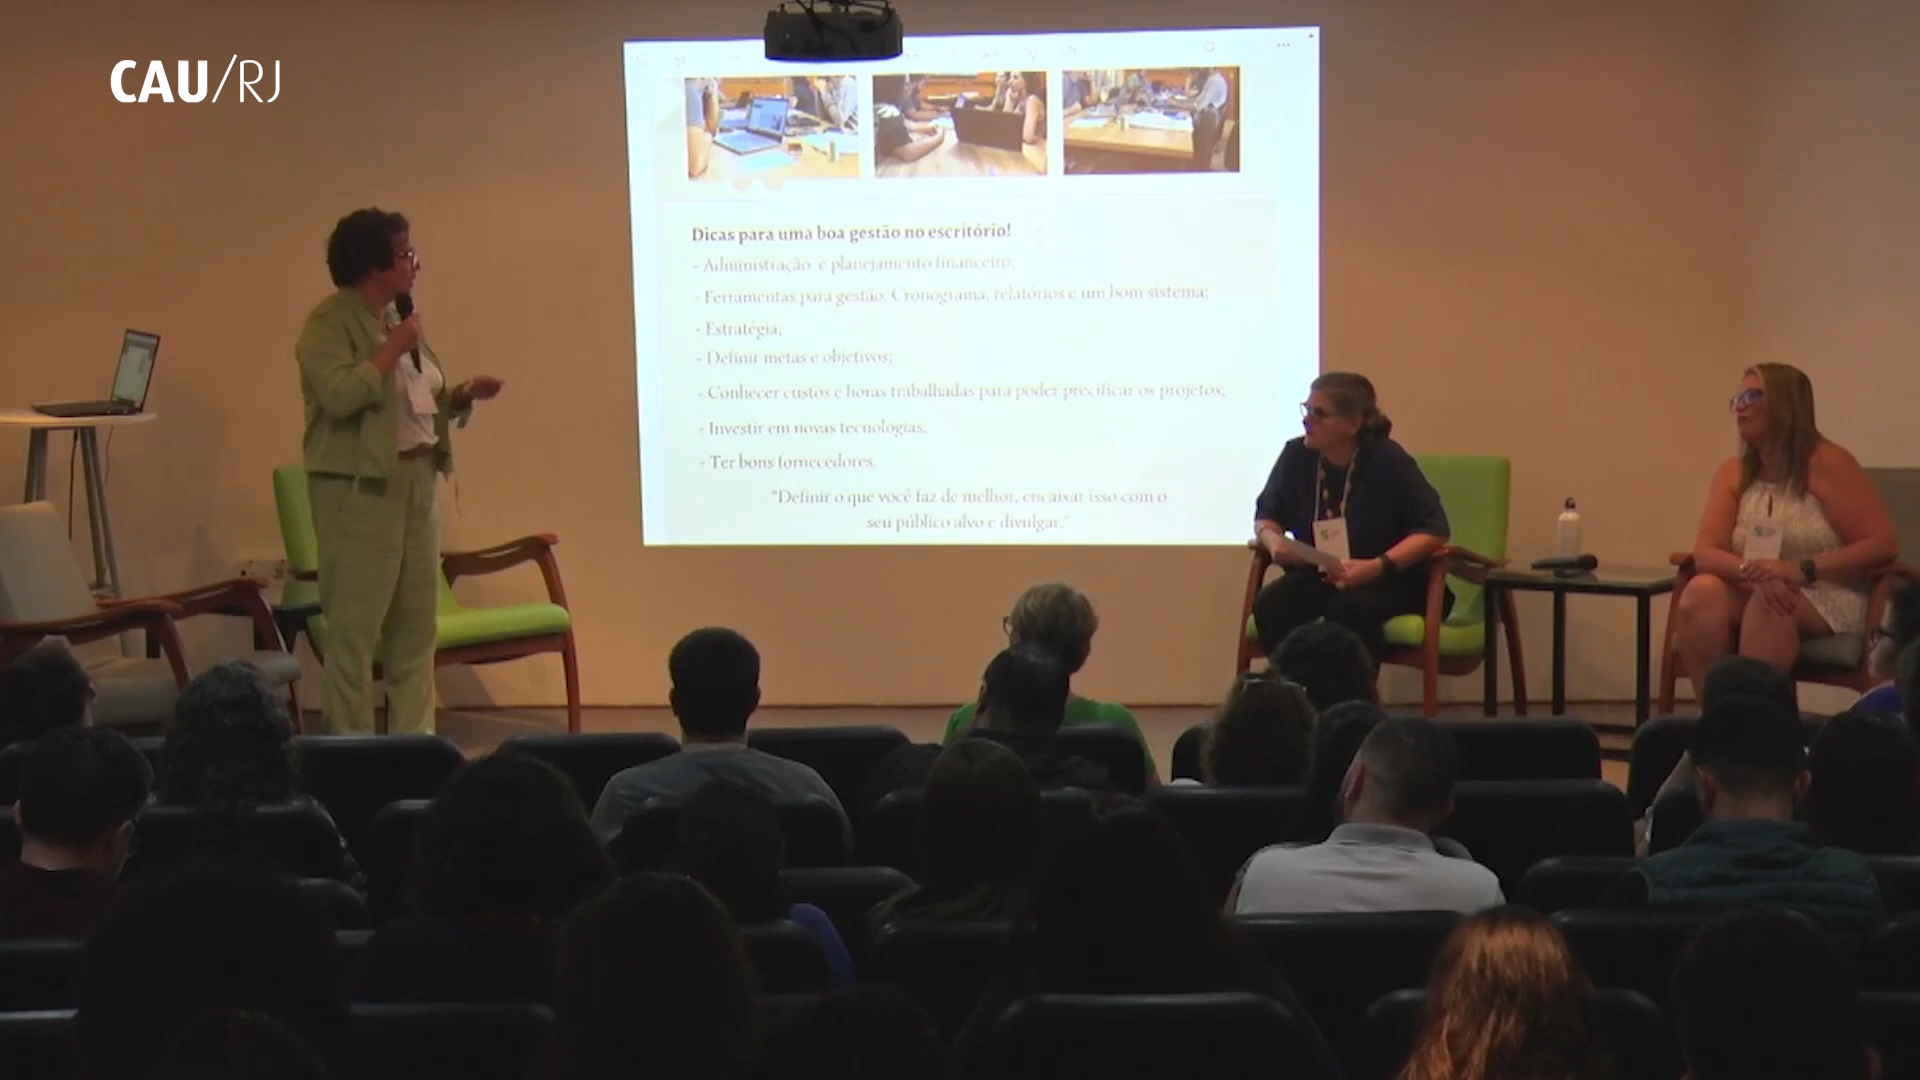 CAU/RJ
Dicas para uma boa gestão no escritório!
- Administração e planejamento financeiro;
- Ferramentas para gestão: Cronograma, relatórios e um bom sistema;
- Estratégia;
- Definir metas e objetivos;
- Conhecer custos e horas trabalhadas para poder precificar os projetos;
- Investir em novas tecnologias;
- Ter bons fornecedores.
"Definir o que você faz de melhor, encaixar isso com o
seu público alvo e divulgar."